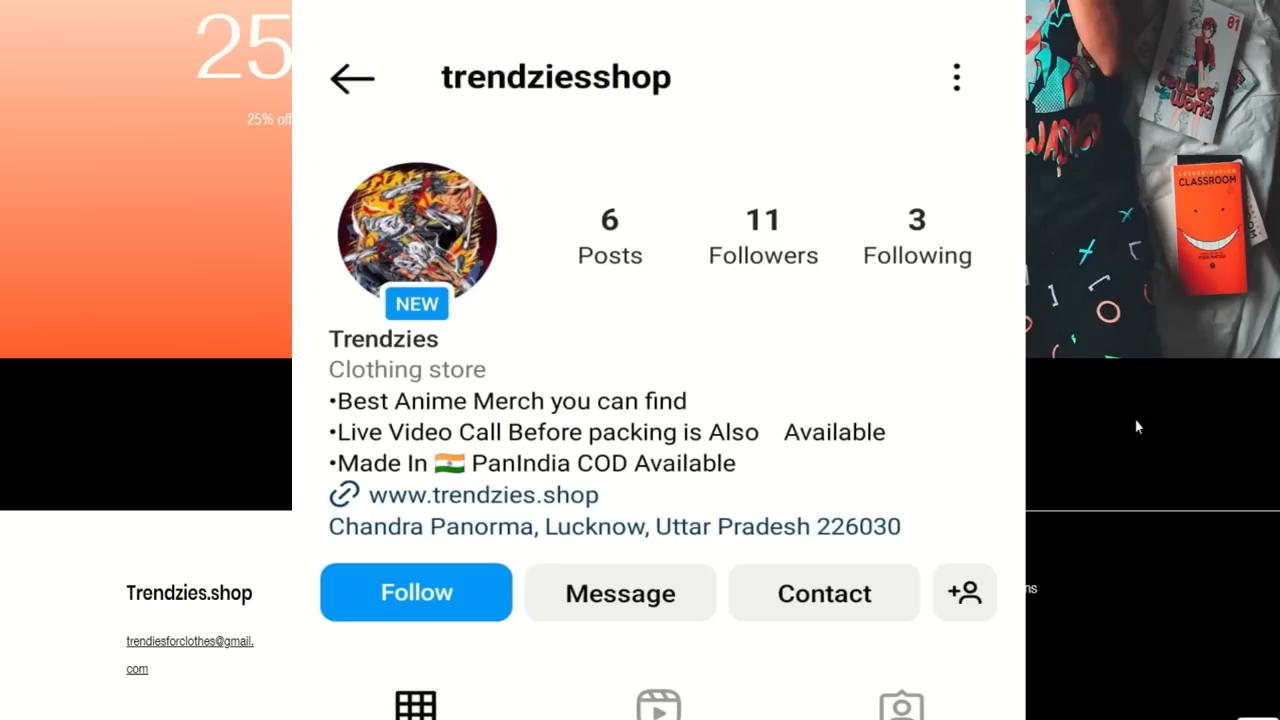 25
25% off
trendziesshop
6
Posts
11
Followers
3
Following
NEW
Trendzies
Clothing store
•Best Anime Merch you can find
•Live Video Call Before packing is Also Available
•Made In 🇮🇳 PanIndia COD Available
www.trendzies.shop
Chandra Panorma, Lucknow, Uttar Pradesh 226030
Follow
Message
Contact
Trendzies.shop
trendiesforclothes@gmail.
com
CLASSROOM